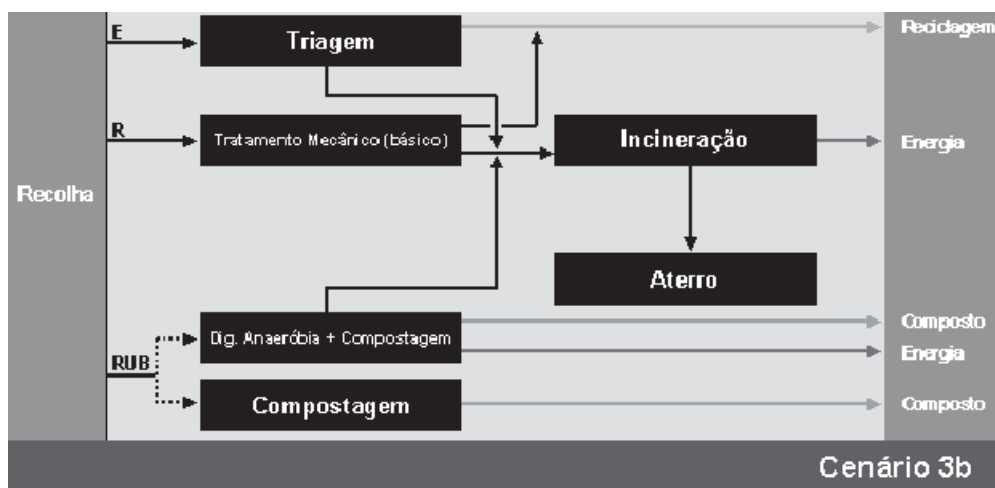 E
Triagem
Reciclagem
R
Tratamento Mecânico (básico)
Incineração
Energia
Recolha
Aterro
Dig. Anaeróbia + Compostagem
Composto
Energia
RUB
Compostagem
Composto
Cenário 3b